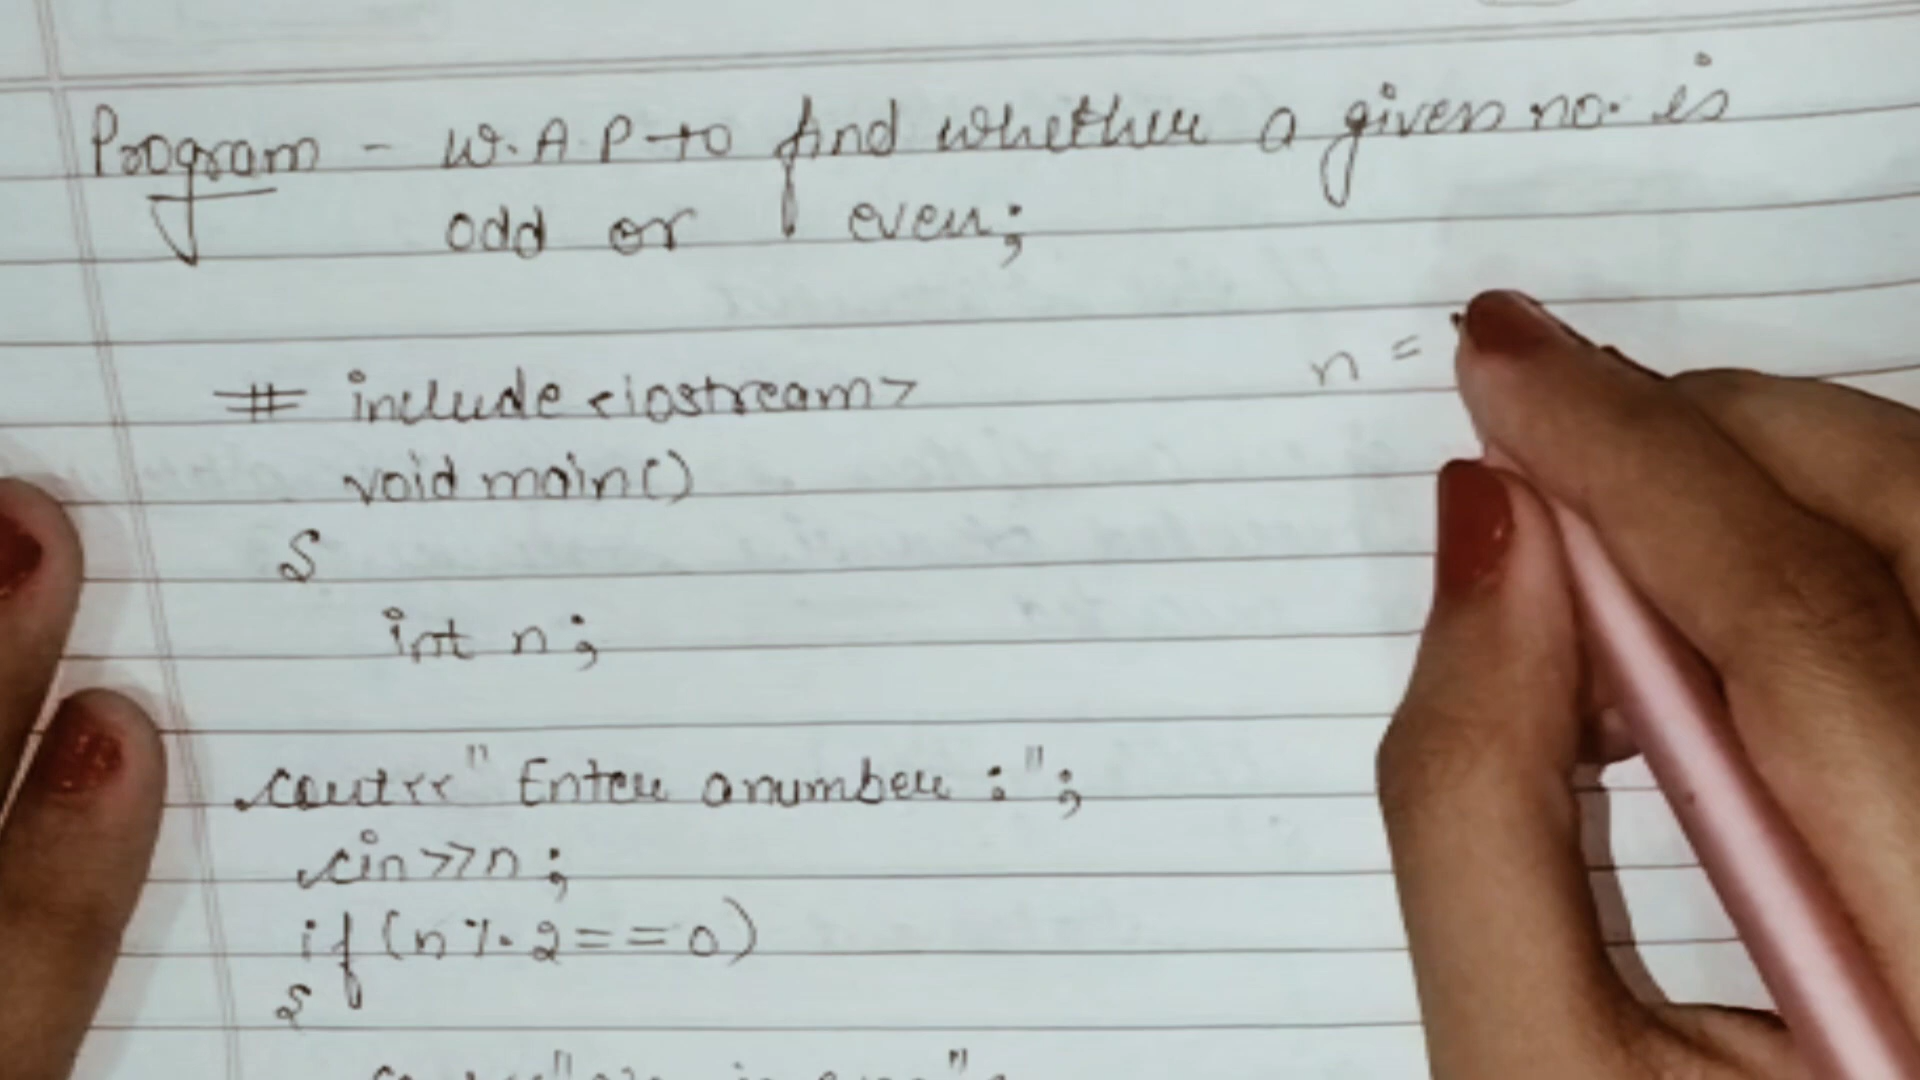 Program - W.A.P to find whether a given no. is
odd or even;
n =
# include <iostream>
void main()
{
int n;
cout<<" Enter a number : ";
cin>>n;
if (n % 2 == 0)
{